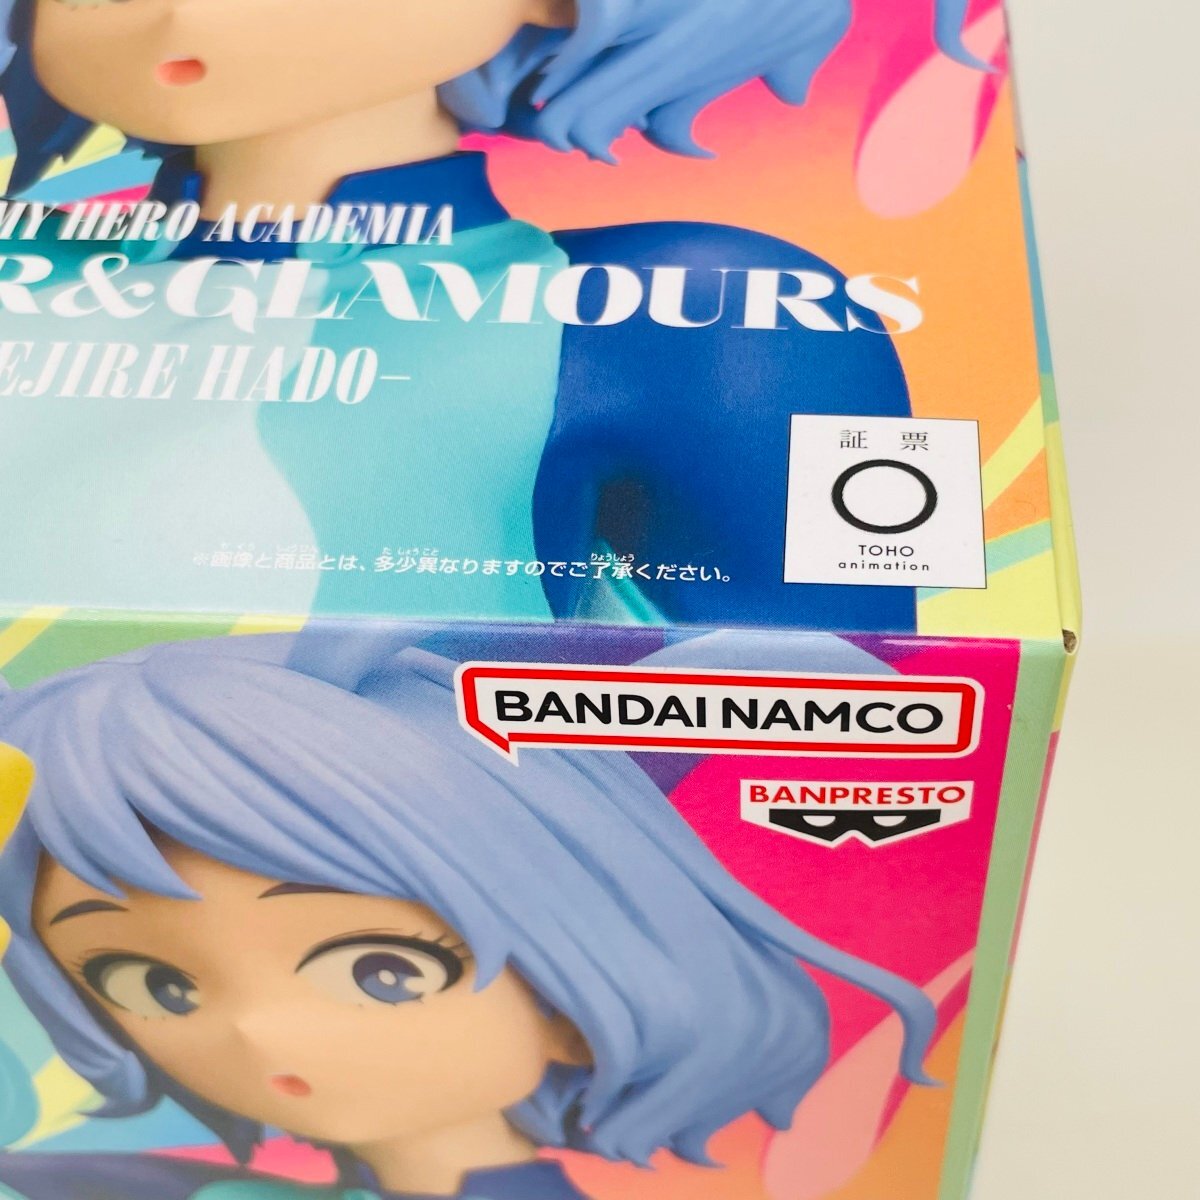 MY HERO ACADEMIA
R&GLAMOURS
EJIRE HADO-
証票
TOHO
animation
※画像と商品とは、多少異なりますのでご了承ください。
BANDAI NAMCO
BANPRESTO